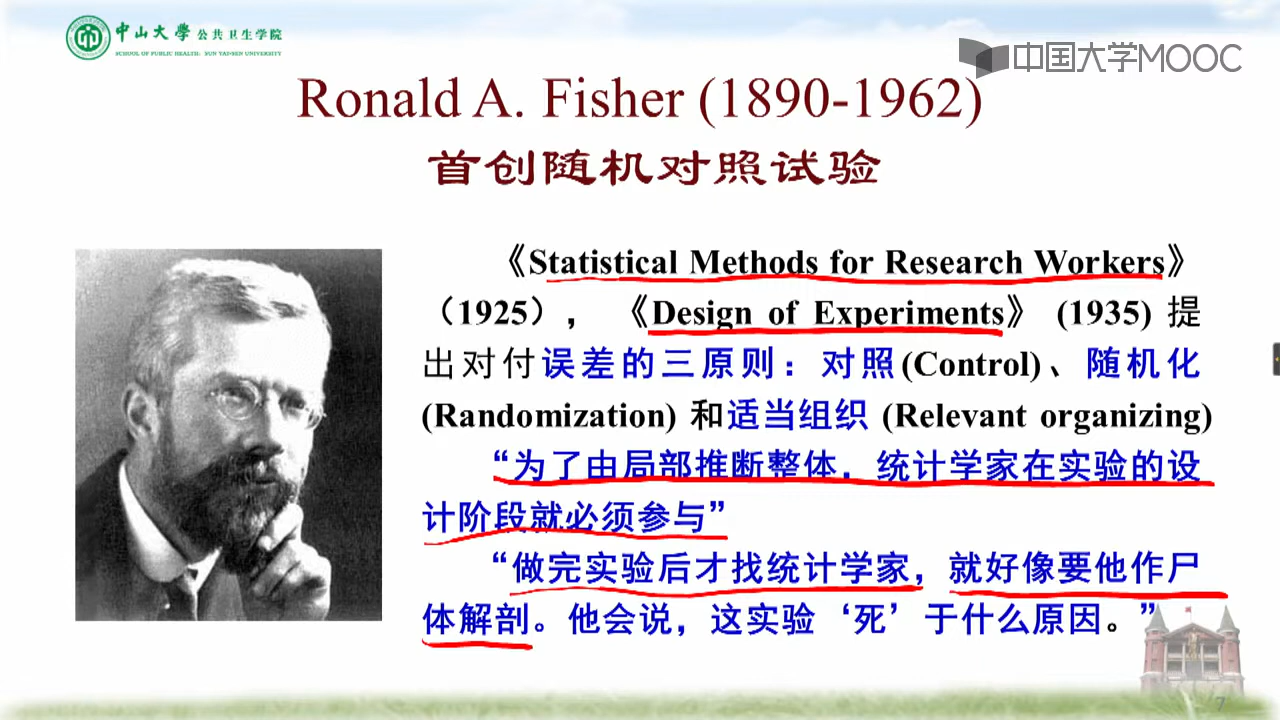 中山大学公共卫生学院
SCHOOL OF PUBLIC HEALTH, SUN YAT-SEN UNIVERSITY
中国大学MOOC
Ronald A. Fisher (1890-1962)
首创随机对照试验
《Statistical Methods for Research Workers》
（1925），《Design of Experiments》 (1935) 提
出对付误差的三原则：对照(Control)、随机化
(Randomization) 和适当组织 (Relevant organizing)
“为了由局部推断整体，统计学家在实验的设
计阶段就必须参与”
“做完实验后才找统计学家，就好像要他作尸
体解剖。他会说，这实验‘死’于什么原因。”
7